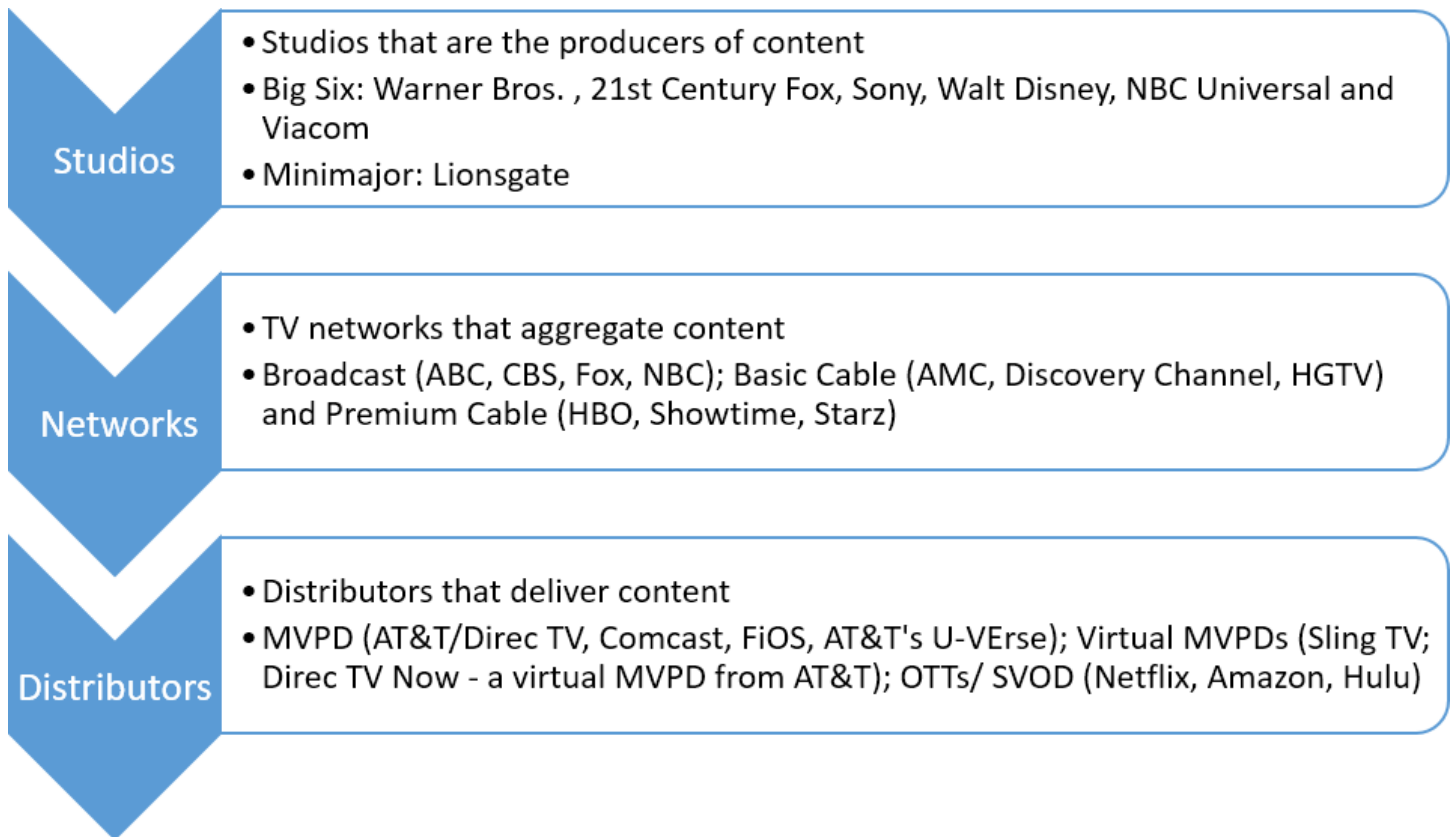 Studios
• Studios that are the producers of content
• Big Six: Warner Bros. , 21st Century Fox, Sony, Walt Disney, NBC Universal and
Viacom
• Minimajor: Lionsgate
Networks
• TV networks that aggregate content
• Broadcast (ABC, CBS, Fox, NBC); Basic Cable (AMC, Discovery Channel, HGTV)
and Premium Cable (HBO, Showtime, Starz)
Distributors
• Distributors that deliver content
• MVPD (AT&T/Direc TV, Comcast, FiOS, AT&T's U-VErse); Virtual MVPDs (Sling TV;
Direc TV Now - a virtual MVPD from AT&T); OTTs/ SVOD (Netflix, Amazon, Hulu)